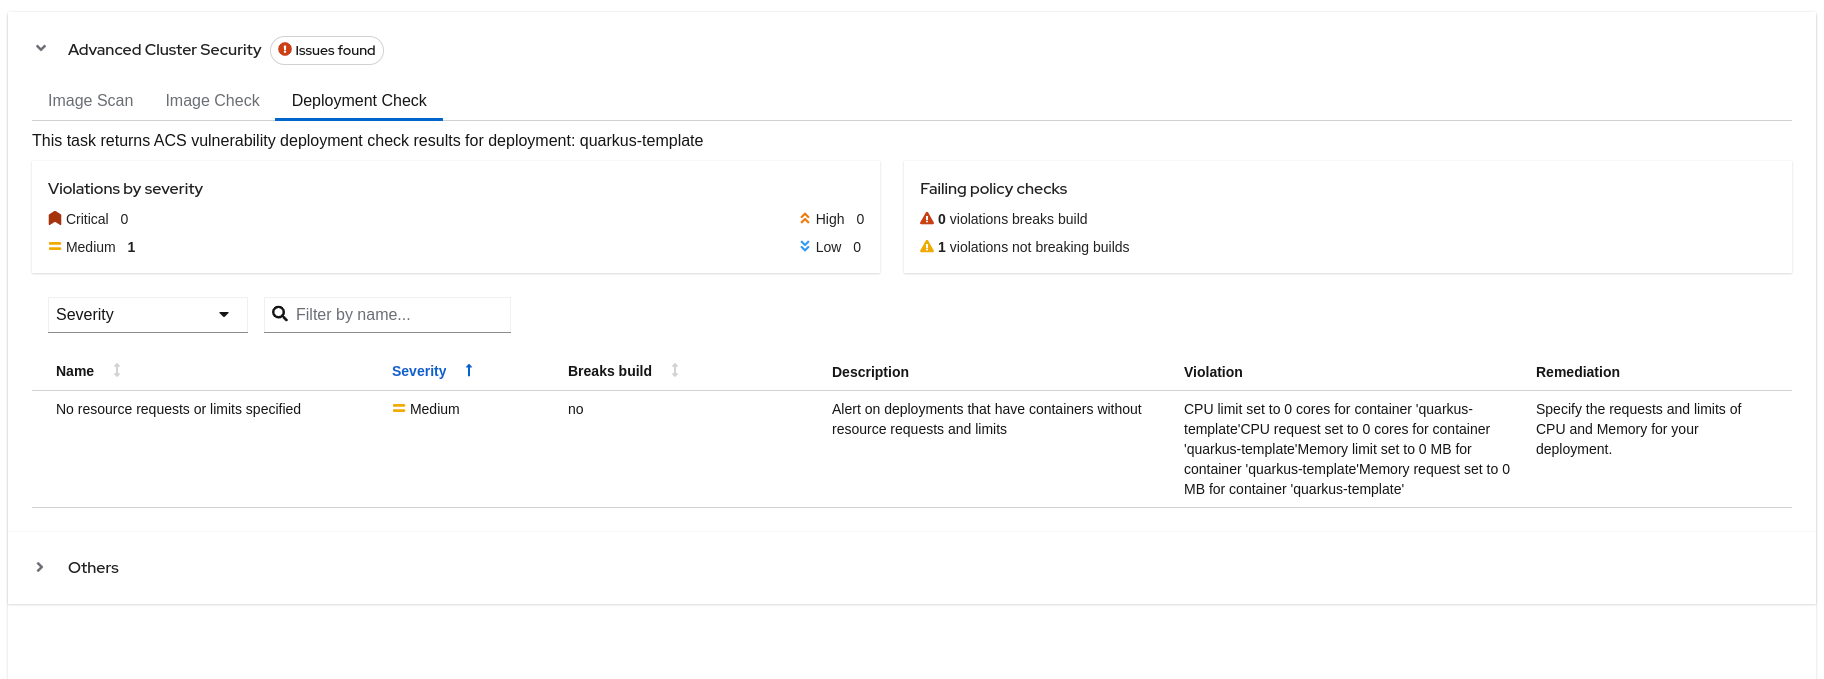 Advanced Cluster Security Issues found
Image Scan Image Check Deployment Check
This task returns ACS vulnerability deployment check results for deployment: quarkus-template
Violations by severity
Critical 0 High 0
Medium 1 Low 0
Failing policy checks
0 violations breaks build
1 violations not breaking builds
Severity Filter by name...
Name Severity Breaks build Description Violation Remediation
No resource requests or limits specified
Medium
no
Alert on deployments that have containers without
resource requests and limits
CPU limit set to 0 cores for container 'quarkus-
template'CPU request set to 0 cores for container
'quarkus-template'Memory limit set to 0 MB for
container 'quarkus-template'Memory request set to 0
MB for container 'quarkus-template'
Specify the requests and limits of
CPU and Memory for your
deployment.
Others